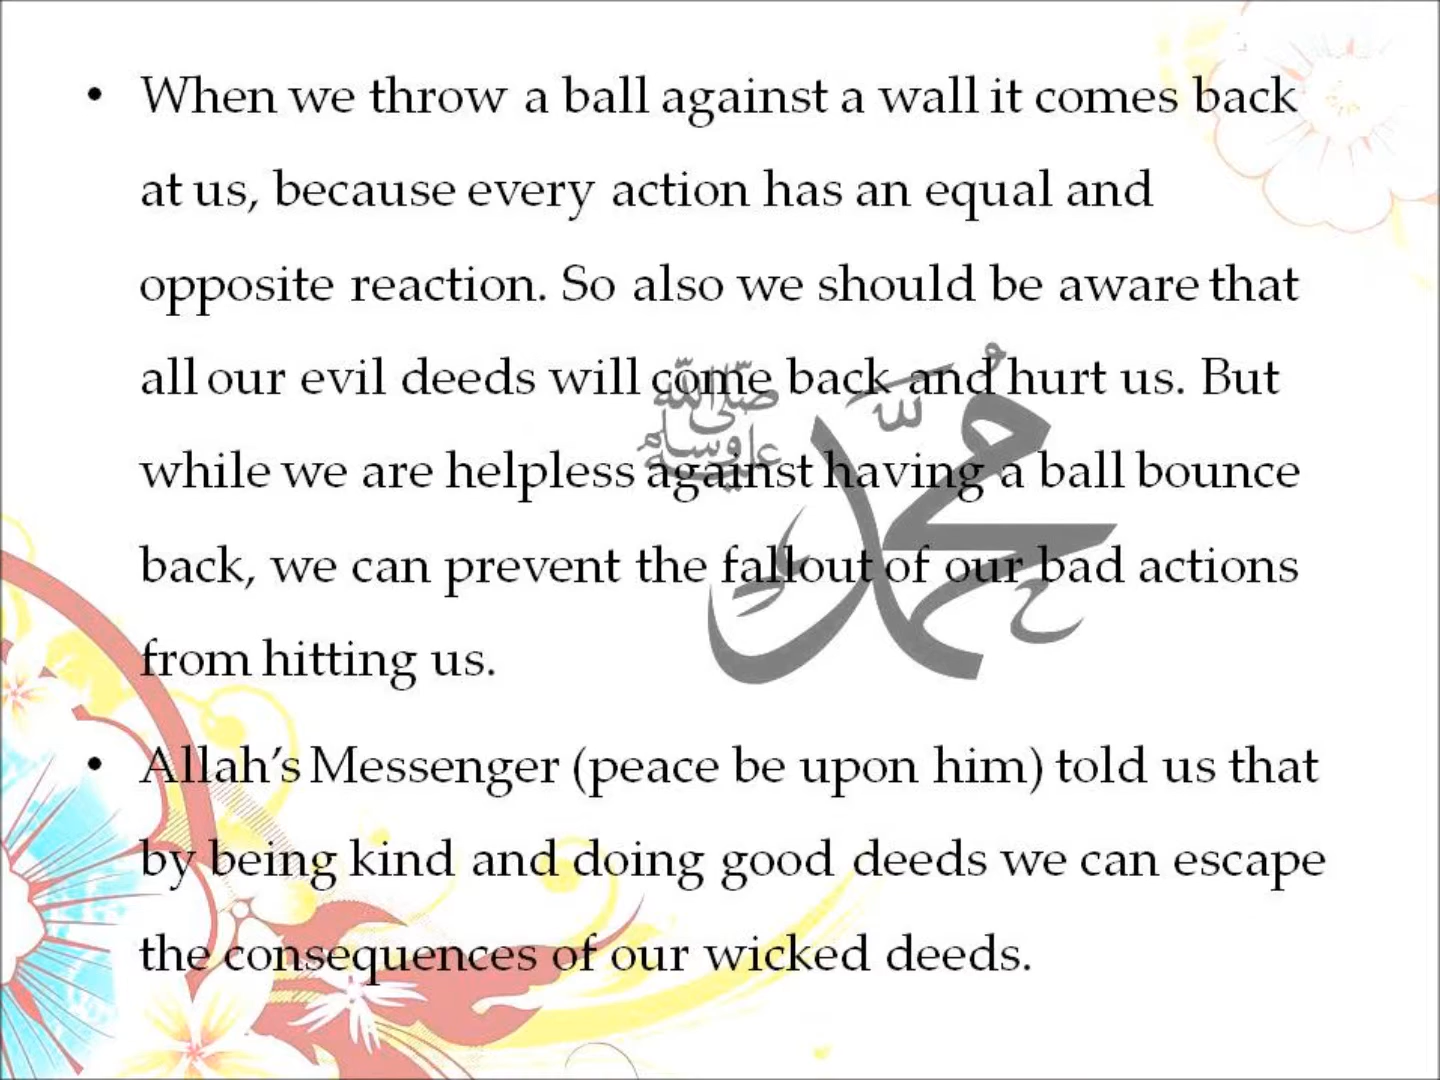 • When we throw a ball against a wall it comes back
at us, because every action has an equal and
opposite reaction. So also we should be aware that
all our evil deeds will come back and hurt us. But
while we are helpless against having a ball bounce
back, we can prevent the fallout of our bad actions
from hitting us.
صلى الله
عليه وسلم
محمد
• Allah’s Messenger (peace be upon him) told us that
by being kind and doing good deeds we can escape
the consequences of our wicked deeds.